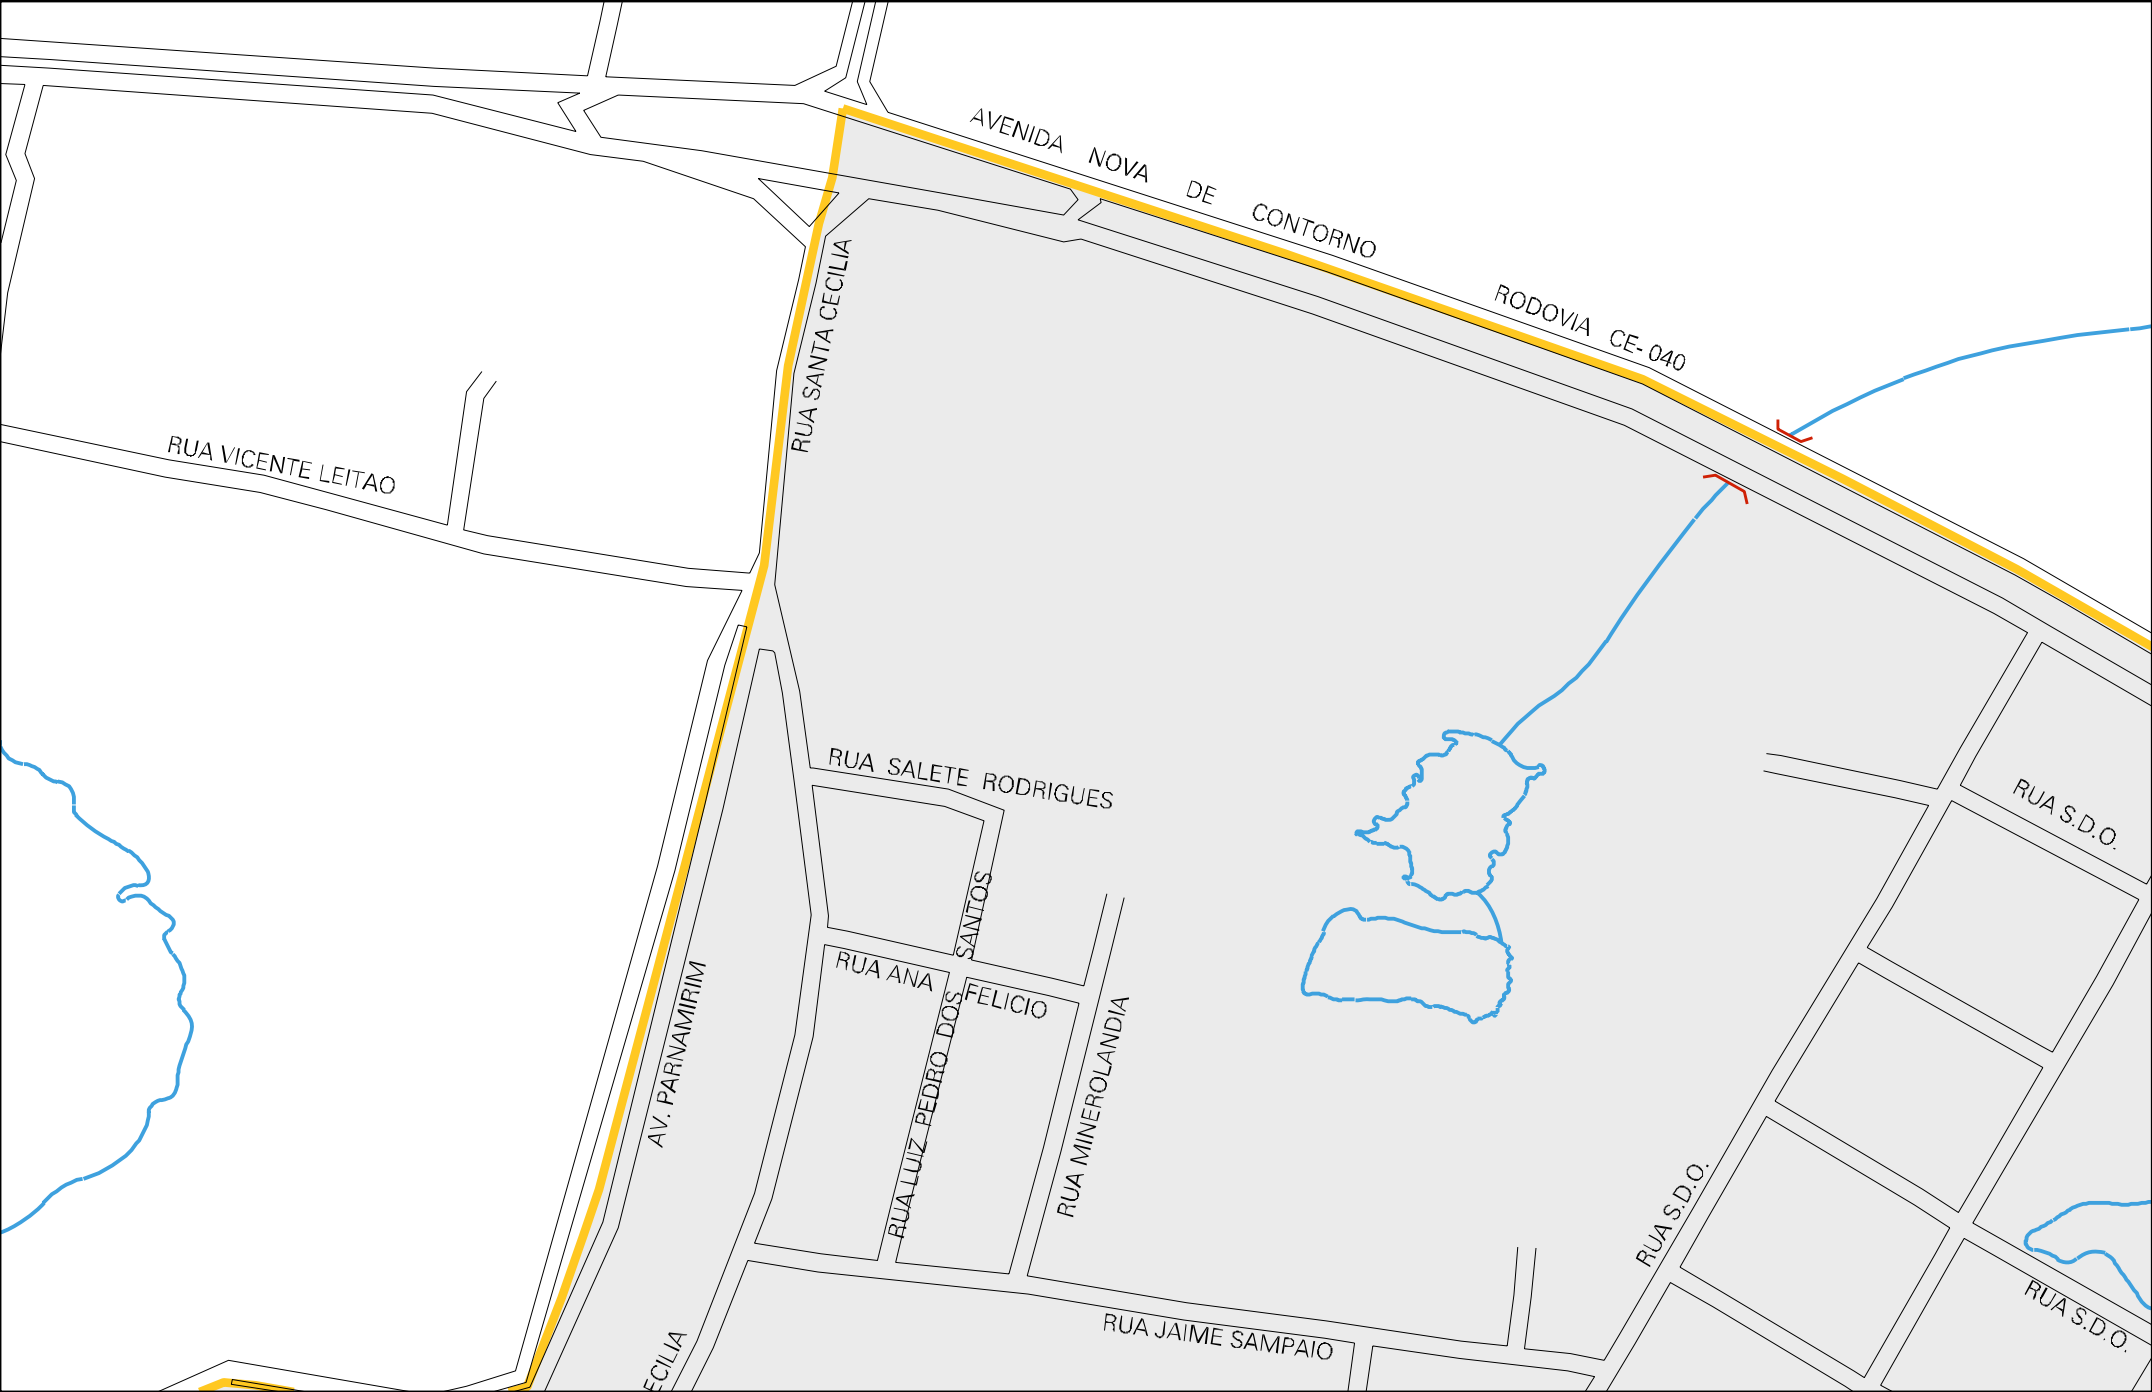 AVENIDA NOVA DE CONTORNO
RODOVIA CE-040
RUA SANTA CECILIA
RUA VICENTE LEITAO
RUA SALETE RODRIGUES
RUA S.D.O.
RUA ANA FELICIO
RUA LUIZ PEDRO DOS SANTOS
AV. PARNAMIRIM
RUA MINEROLANDIA
RUA S.D.O.
RUA S.D.O.
RUA JAIME SAMPAIO
ECILIA